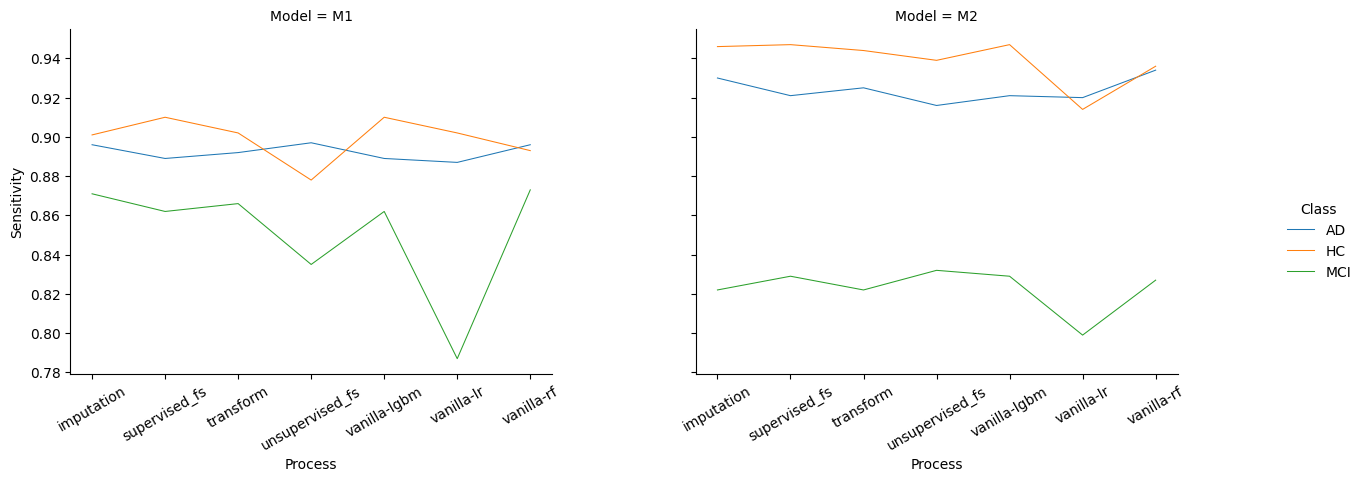 Model = M1
Model = M2
Sensitivity
0.94
0.92
0.90
0.88
0.86
0.84
0.82
0.80
0.78
imputation
supervised_fs
transform
unsupervised_fs
vanilla-lgbm
vanilla-lr
vanilla-rf
Process
imputation
supervised_fs
transform
unsupervised_fs
vanilla-lgbm
vanilla-lr
vanilla-rf
Process
Class
AD
HC
MCI